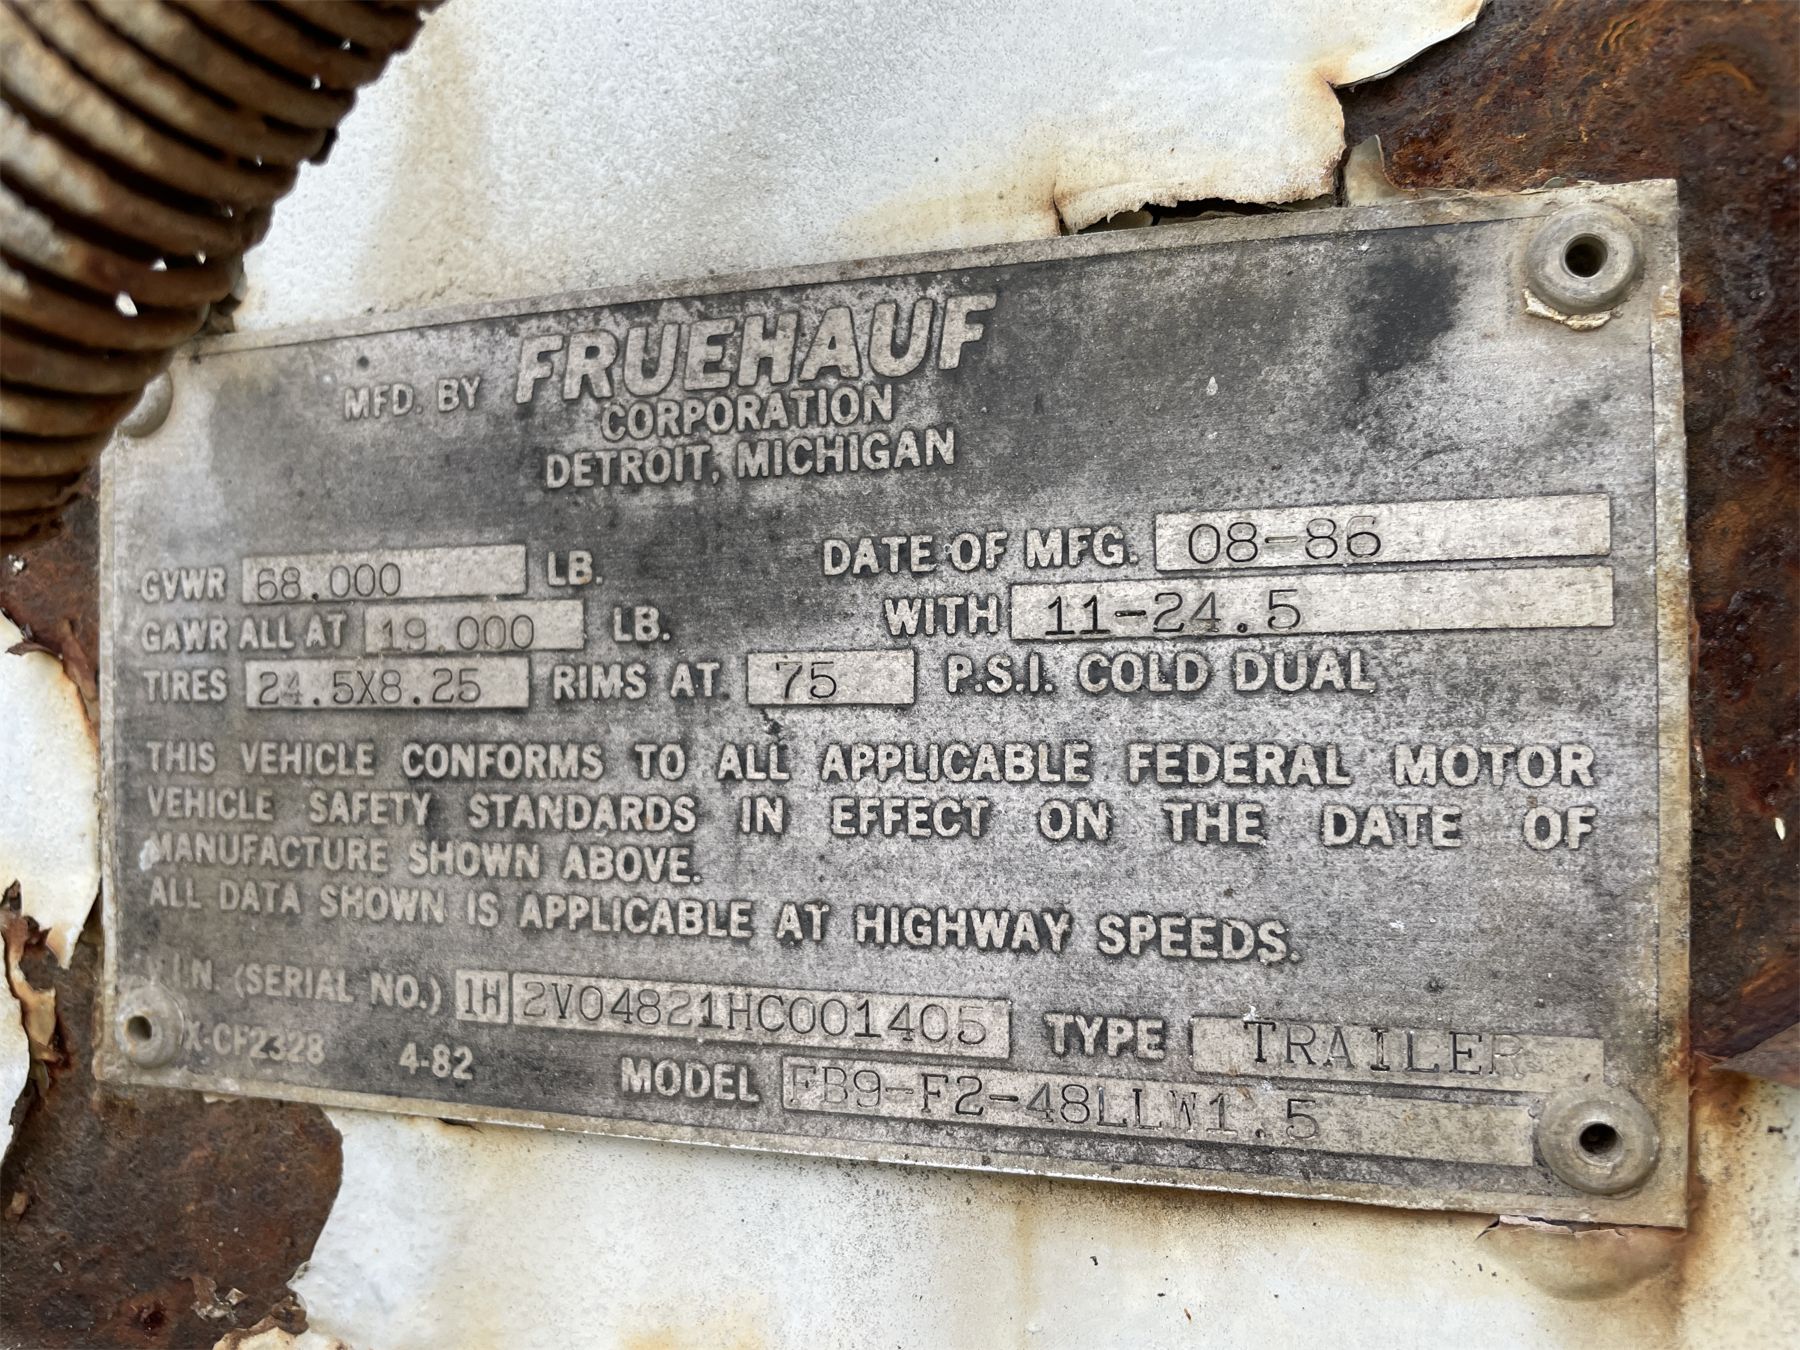 MFD. BY FRUEHAUF
CORPORATION
DETROIT, MICHIGAN
GVWR 68.000 LB. DATE OF MFG. 08-86
GAWR ALL AT 19.000 LB. WITH 11-24.5
TIRES 24.5X8.25 RIMS AT 75 P.S.I. COLD DUAL
THIS VEHICLE CONFORMS TO ALL APPLICABLE FEDERAL MOTOR
VEHICLE SAFETY STANDARDS IN EFFECT ON THE DATE OF
MANUFACTURE SHOWN ABOVE.
ALL DATA SHOWN IS APPLICABLE AT HIGHWAY SPEEDS.
V.I.N. (SERIAL NO.) 1H 2V04821HC001405 TYPE TRAILER
X-CF2328 4-82 MODEL FB9-F2-48LLW1.5